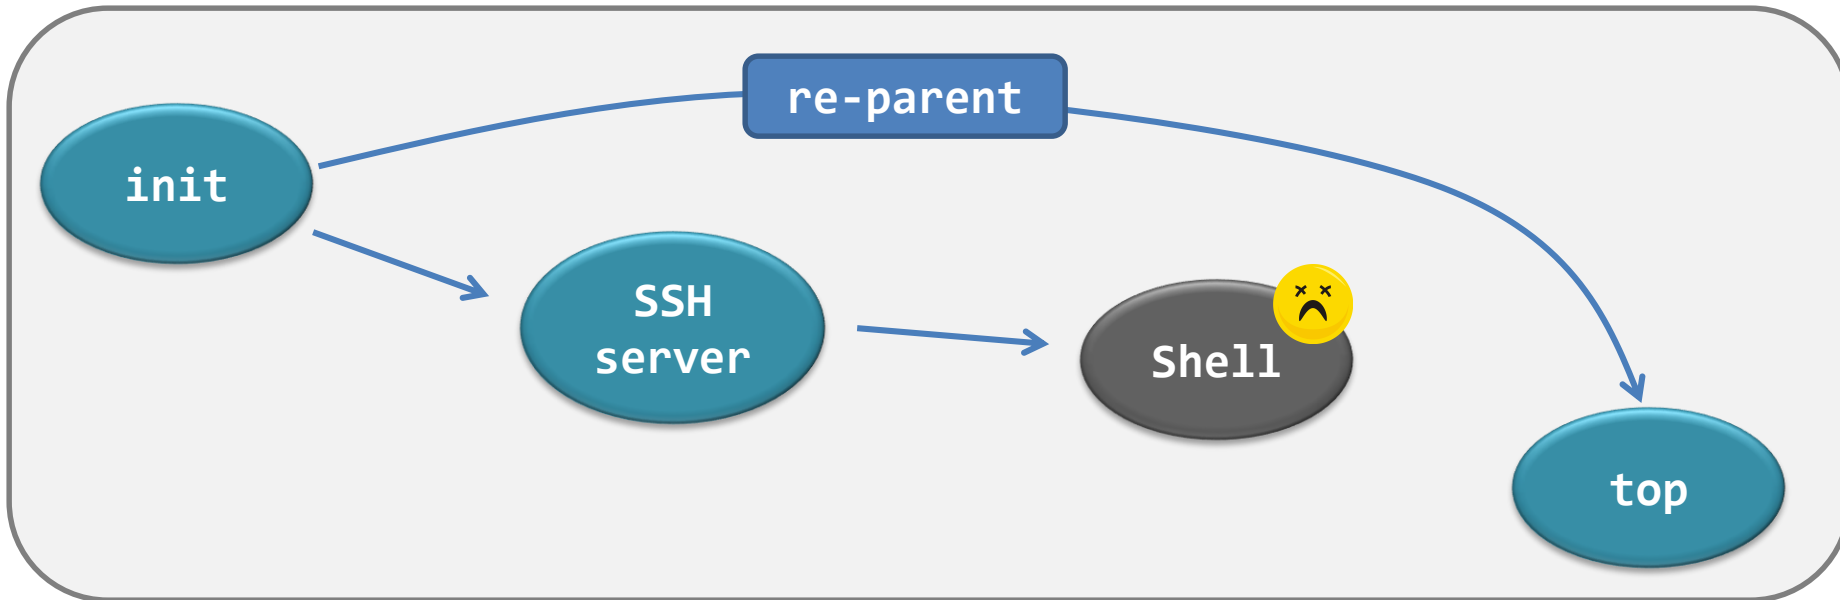 re-parent
init
SSH
server
Shell
top